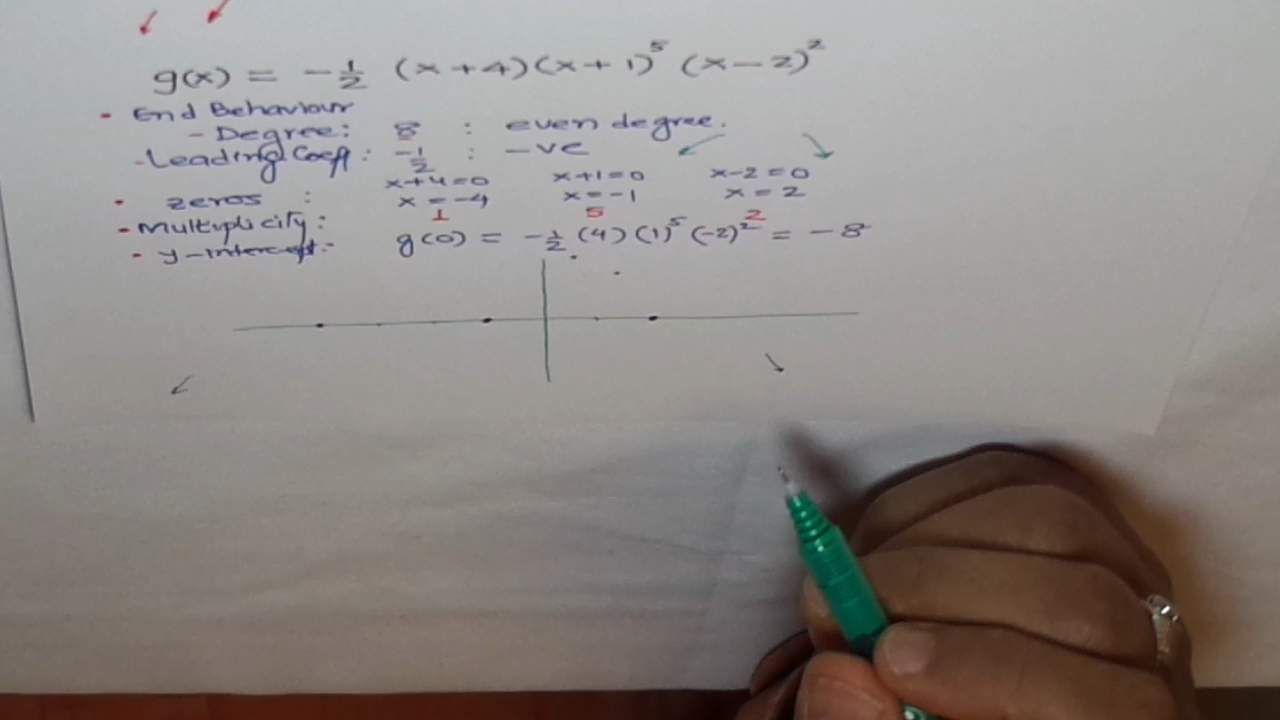 g(x) = -1/2 (x+4)(x+1)^5 (x-2)^2
• End Behaviour
- Degree: 8 : even degree.
- Leading Coeff: -1/2 : -ve
x+4=0 x+1=0 x-2=0
• zeros : x=-4 x=-1 x=2
1 5 2
• Multiplicity:
• y-intercept:- g(0) = -1/2 (4)(1)^5 (-2)^2 = -8